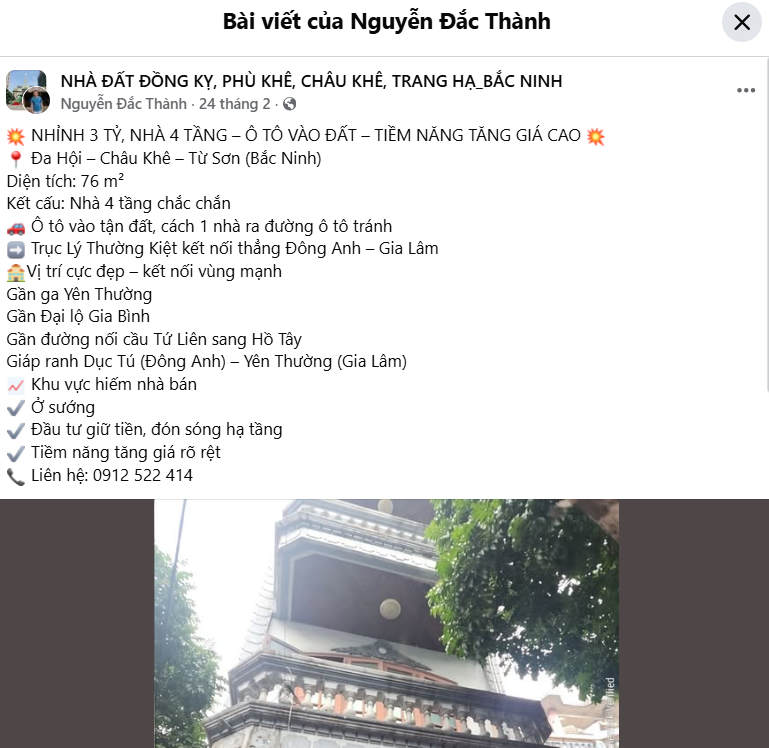 Bài viết của Nguyễn Đắc Thành
NHÀ ĐẤT ĐỒNG KỴ, PHÙ KHÊ, CHÂU KHÊ, TRANG HẠ_BẮC NINH
Nguyễn Đắc Thành · 24 tháng 2 ·
💥 NHỈNH 3 TỶ, NHÀ 4 TẦNG – Ô TÔ VÀO ĐẤT – TIỀM NĂNG TĂNG GIÁ CAO 💥
📍 Đa Hội – Châu Khê – Từ Sơn (Bắc Ninh)
Diện tích: 76 m²
Kết cấu: Nhà 4 tầng chắc chắn
🚗 Ô tô vào tận đất, cách 1 nhà ra đường ô tô tránh
➡️ Trục Lý Thường Kiệt kết nối thẳng Đông Anh – Gia Lâm
🏫Vị trí cực đẹp – kết nối vùng mạnh
Gần ga Yên Thường
Gần Đại lộ Gia Bình
Gần đường nối cầu Tứ Liên sang Hồ Tây
Giáp ranh Dục Tú (Đông Anh) – Yên Thường (Gia Lâm)
📈 Khu vực hiếm nhà bán
✔️ Ở sướng
✔️ Đầu tư giữ tiền, đón sóng hạ tầng
✔️ Tiềm năng tăng giá rõ rệt
📞 Liên hệ: 0912 522 414